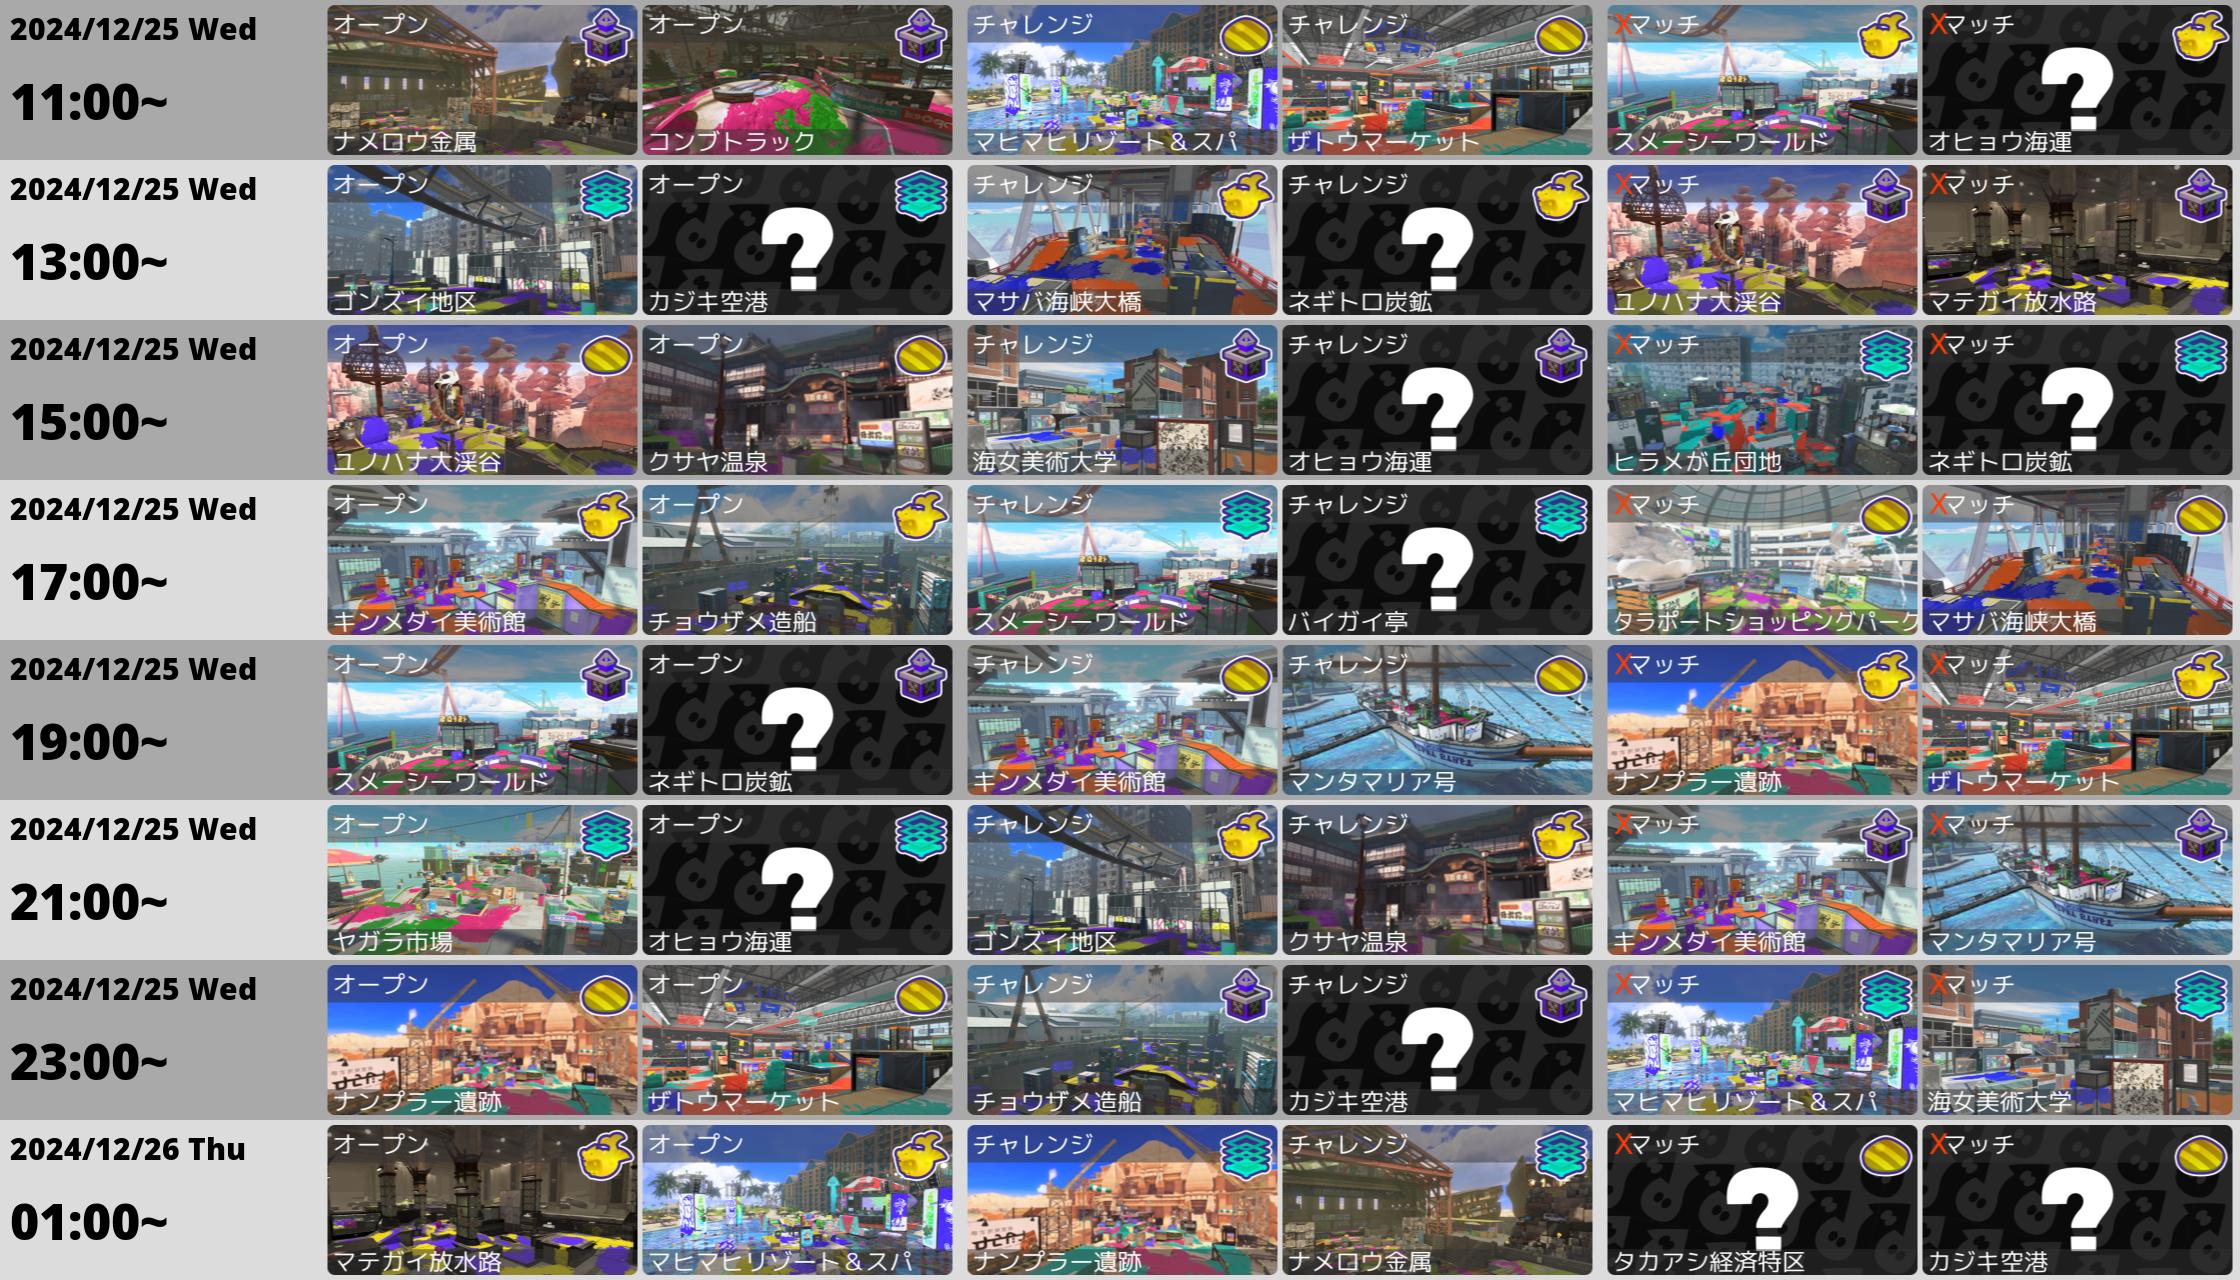 2024/12/25 Wed
11:00~
オープン
ナメロウ金属
オープン
コンブトラック
チャレンジ
マヒマヒリゾート＆スパ
チャレンジ
ザトウマーケット
Xマッチ
スメーシーワールド
Xマッチ
?
オヒョウ海運
2024/12/25 Wed
13:00~
オープン
ゴンズイ地区
オープン
?
カジキ空港
チャレンジ
マサバ海峡大橋
チャレンジ
?
ネギトロ炭鉱
Xマッチ
ユノハナ大渓谷
Xマッチ
マテガイ放水路
2024/12/25 Wed
15:00~
オープン
ユノハナ大渓谷
オープン
クサヤ温泉
チャレンジ
海女美術大学
チャレンジ
?
オヒョウ海運
Xマッチ
ヒラメが丘団地
Xマッチ
?
ネギトロ炭鉱
2024/12/25 Wed
17:00~
オープン
キンメダイ美術館
オープン
チョウザメ造船
チャレンジ
スメーシーワールド
チャレンジ
?
バイガイ亭
Xマッチ
タラポートショッピングパーク
Xマッチ
マサバ海峡大橋
2024/12/25 Wed
19:00~
オープン
スメーシーワールド
オープン
?
ネギトロ炭鉱
チャレンジ
キンメダイ美術館
チャレンジ
マンタマリア号
Xマッチ
ナンプラー遺跡
Xマッチ
ザトウマーケット
2024/12/25 Wed
21:00~
オープン
ヤガラ市場
オープン
?
オヒョウ海運
チャレンジ
ゴンズイ地区
チャレンジ
クサヤ温泉
Xマッチ
キンメダイ美術館
Xマッチ
マンタマリア号
2024/12/25 Wed
23:00~
オープン
ナンプラー遺跡
オープン
ザトウマーケット
チャレンジ
チョウザメ造船
チャレンジ
?
カジキ空港
Xマッチ
マヒマヒリゾート＆スパ
Xマッチ
海女美術大学
2024/12/26 Thu
01:00~
オープン
マテガイ放水路
オープン
マヒマヒリゾート＆スパ
チャレンジ
ナンプラー遺跡
チャレンジ
ナメロウ金属
Xマッチ
?
タカアシ経済特区
Xマッチ
?
カジキ空港